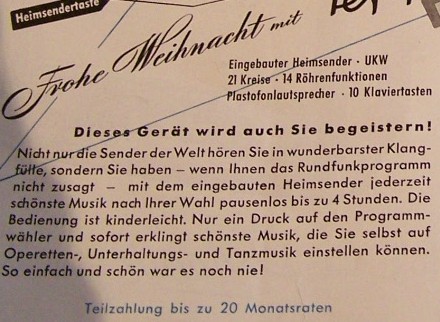 Heimsendertaste
Frohe Weihnacht mit
Eingebauter Heimsender · UKW
21 Kreise · 14 Röhrenfunktionen
Plastofonlautsprecher · 10 Klaviertasten
Dieses Gerät wird auch Sie begeistern!
Nicht nur die Sender der Welt hören Sie in wunderbarster Klang-
fülle, sondern Sie haben – wenn Ihnen das Rundfunkprogramm
nicht zusagt – mit dem eingebauten Heimsender jederzeit
schönste Musik nach Ihrer Wahl pausenlos bis zu 4 Stunden. Die
Bedienung ist kinderleicht. Nur ein Druck auf den Programm-
wähler und sofort erklingt schönste Musik, die Sie selbst auf
Operetten-, Unterhaltungs- und Tanzmusik einstellen können.
So einfach und schön war es noch nie!
Teilzahlung bis zu 20 Monatsraten